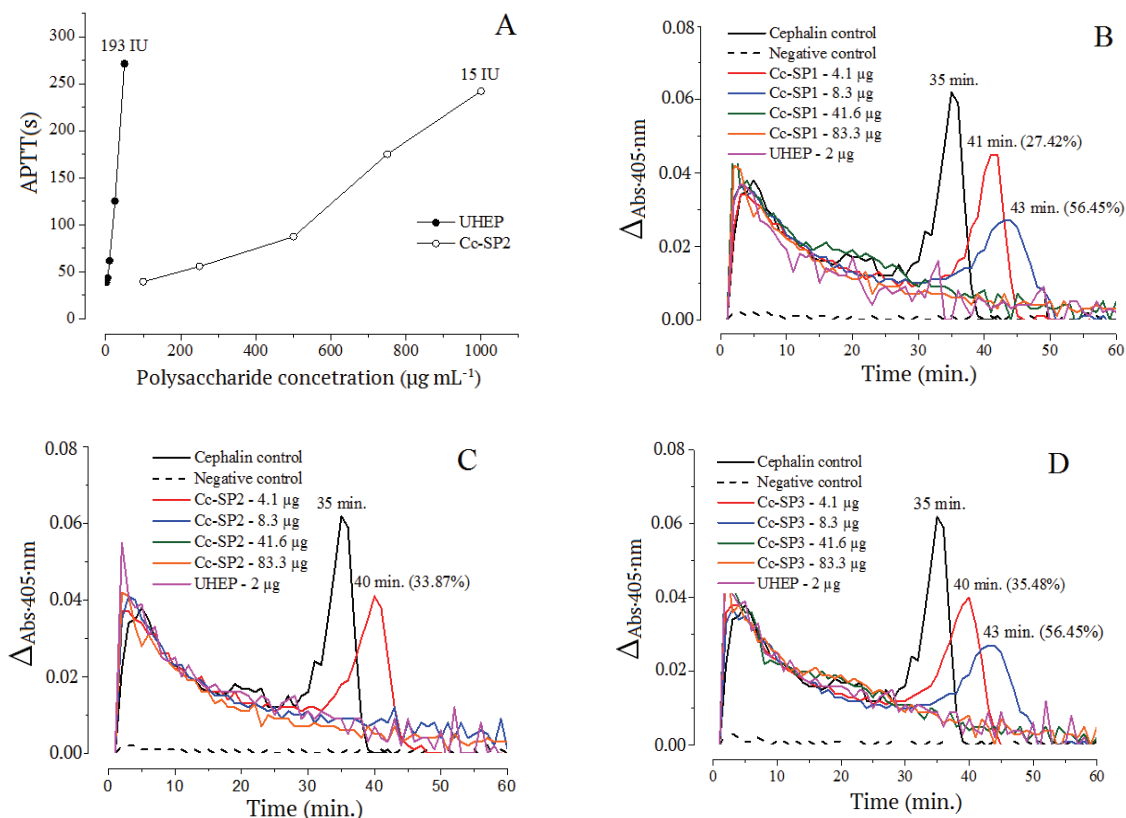 A
193 IU
15 IU
300
250
200
150
100
50
0
APTT(s)
UHEP
Cc-SP2
0
200
400
600
800
1000
Polysaccharide concetration (µg mL⁻¹)
B
Cephalin control
Negative control
Cc-SP1 - 4.1 µg
Cc-SP1 - 8.3 µg
Cc-SP1 - 41.6 µg
Cc-SP1 - 83.3 µg
UHEP - 2 µg
35 min.
41 min. (27.42%)
43 min. (56.45%)
0.08
0.06
0.04
0.02
0.00
ΔAbs·405·nm
0
10
20
30
40
50
60
Time (min.)
C
Cephalin control
Negative control
Cc-SP2 - 4.1 µg
Cc-SP2 - 8.3 µg
Cc-SP2 - 41.6 µg
Cc-SP2 - 83.3 µg
UHEP - 2 µg
35 min.
40 min. (33.87%)
0.08
0.06
0.04
0.02
0.00
ΔAbs·405·nm
0
10
20
30
40
50
60
Time (min.)
D
Cephalin control
Negative control
Cc-SP3 - 4.1 µg
Cc-SP3 - 8.3 µg
Cc-SP3 - 41.6 µg
Cc-SP3 - 83.3 µg
UHEP - 2 µg
35 min.
40 min. (35.48%)
43 min. (56.45%)
0.08
0.06
0.04
0.02
0.00
ΔAbs·405·nm
0
10
20
30
40
50
60
Time (min.)